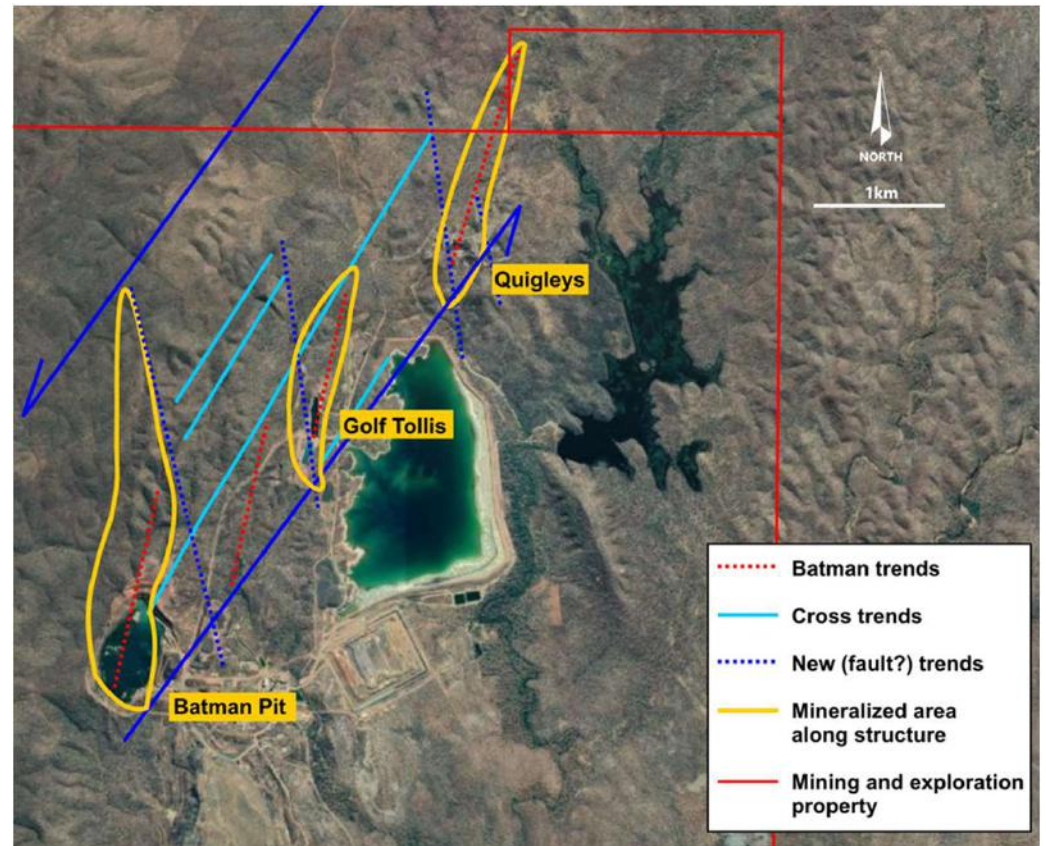 NORTH
1km
Quigleys
Golf Tollis
Batman Pit
Batman trends
Cross trends
New (fault?) trends
Mineralized area
along structure
Mining and exploration
property